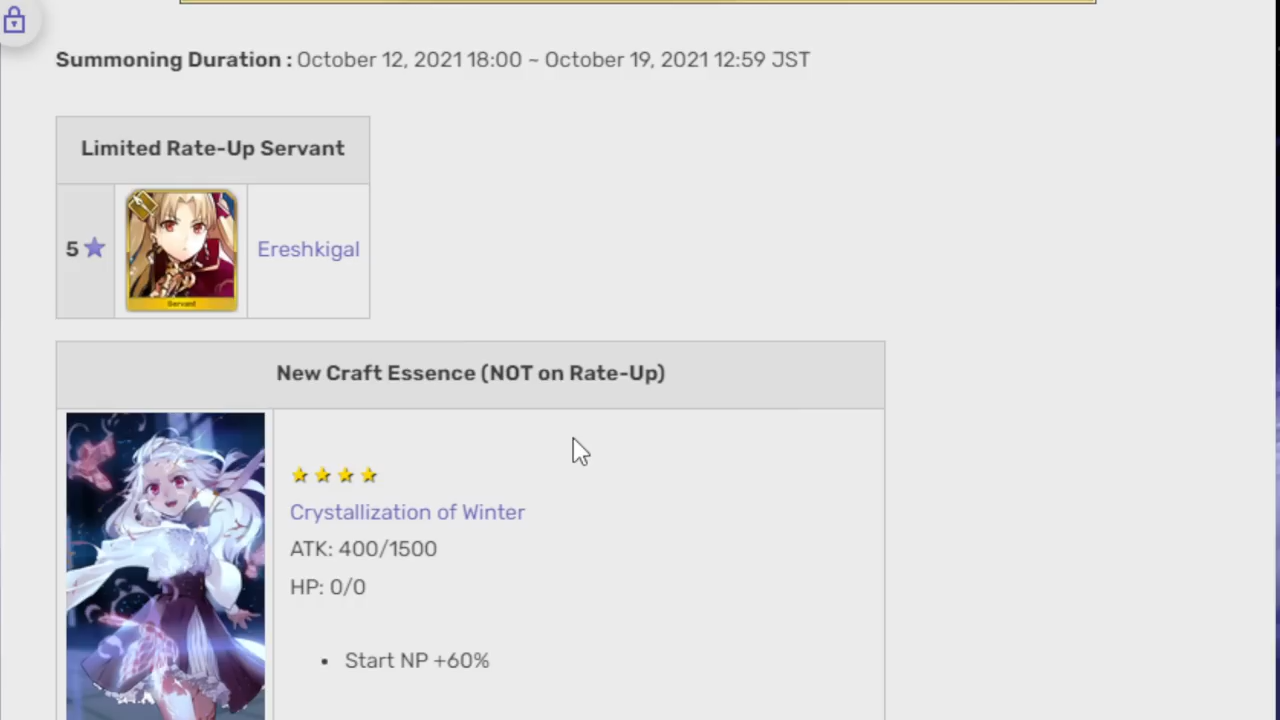 Summoning Duration : October 12, 2021 18:00 ~ October 19, 2021 12:59 JST
Limited Rate-Up Servant
5
Servant
Ereshkigal
New Craft Essence (NOT on Rate-Up)
Crystallization of Winter
ATK: 400/1500
HP: 0/0
• Start NP +60%